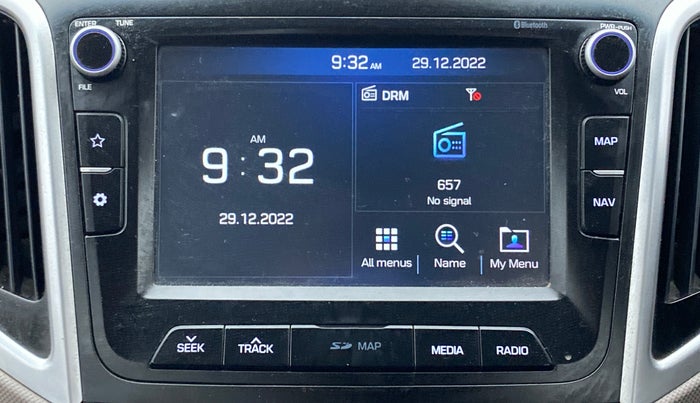 ENTER TUNE
Bluetooth
PWR-PUSH
FILE
VOL
9:32 AM 29.12.2022
DRM
AM
9:32
29.12.2022
657
No signal
All menus
Name
My Menu
MAP
NAV
SEEK
TRACK
SD MAP
MEDIA
RADIO